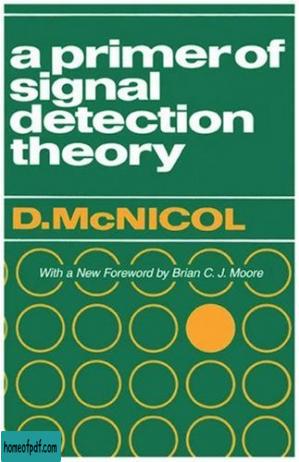 a primer of
signal
detection
theory
D.McNICOL
With a New Foreword by Brian C. J. Moore
homeofpdf.com